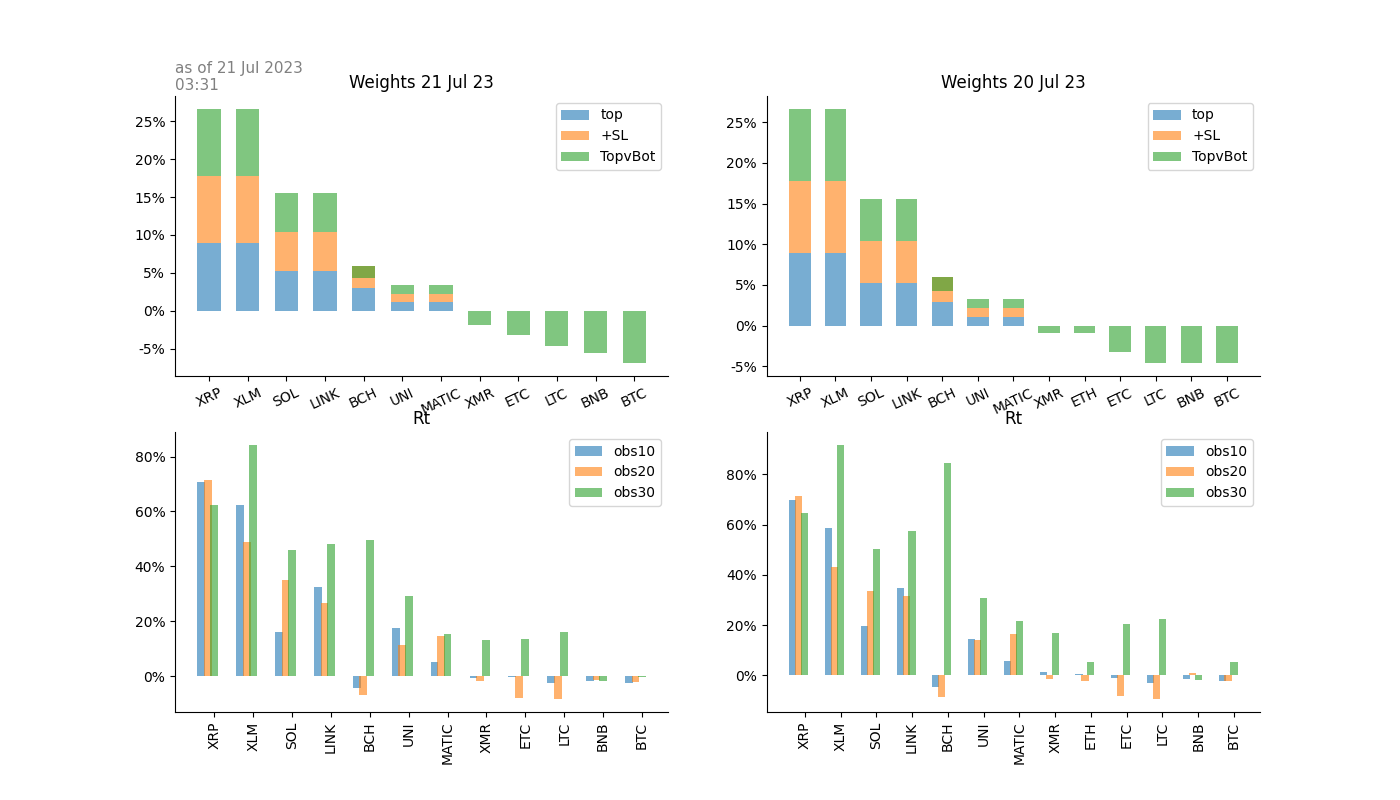 as of 21 Jul 2023
03:31
Weights 21 Jul 23
25%
20%
15%
10%
5%
0%
-5%
top
+SL
TopvBot
XRP XLM SOL LINK BCH UNI MATIC XMR ETC LTC BNB BTC
Weights 20 Jul 23
25%
20%
15%
10%
5%
0%
-5%
top
+SL
TopvBot
XRP XLM SOL LINK BCH UNI MATIC XMR ETH ETC LTC BNB BTC
Rt
80%
60%
40%
20%
0%
obs10
obs20
obs30
XRP XLM SOL LINK BCH UNI MATIC XMR ETC LTC BNB BTC
Rt
80%
60%
40%
20%
0%
obs10
obs20
obs30
XRP XLM SOL LINK BCH UNI MATIC XMR ETH ETC LTC BNB BTC